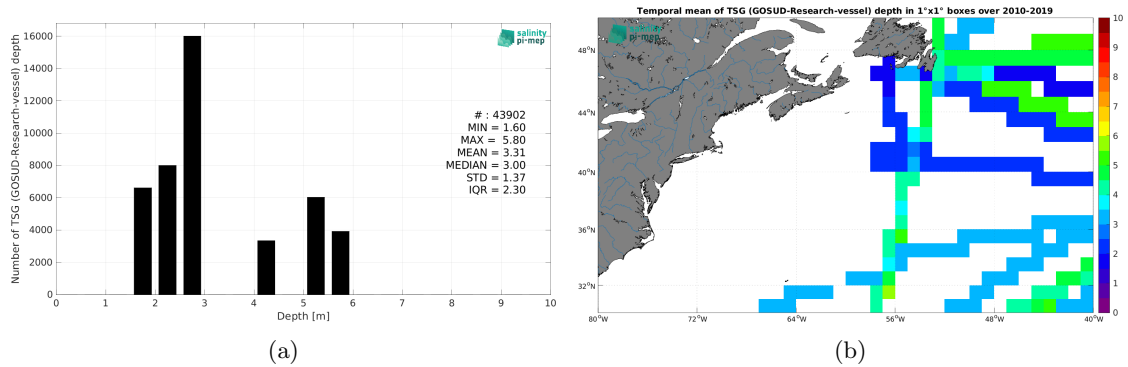 Number of TSG (GOSUD-Research-vessel) depth
16000
14000
12000
10000
8000
6000
4000
2000
0
0 1 2 3 4 5 6 7 8 9 10
Depth [m]
salinity
pi-mep
# : 43902
MIN = 1.60
MAX = 5.80
MEAN = 3.31
MEDIAN = 3.00
STD = 1.37
IQR = 2.30
(a)
Temporal mean of TSG (GOSUD-Research-vessel) depth in 1°x1° boxes over 2010-2019
salinity
pi-mep
48°N
44°N
40°N
36°N
32°N
80°W 72°W 64°W 56°W 48°W 40°W
10
9
8
7
6
5
4
3
2
1
0
(b)